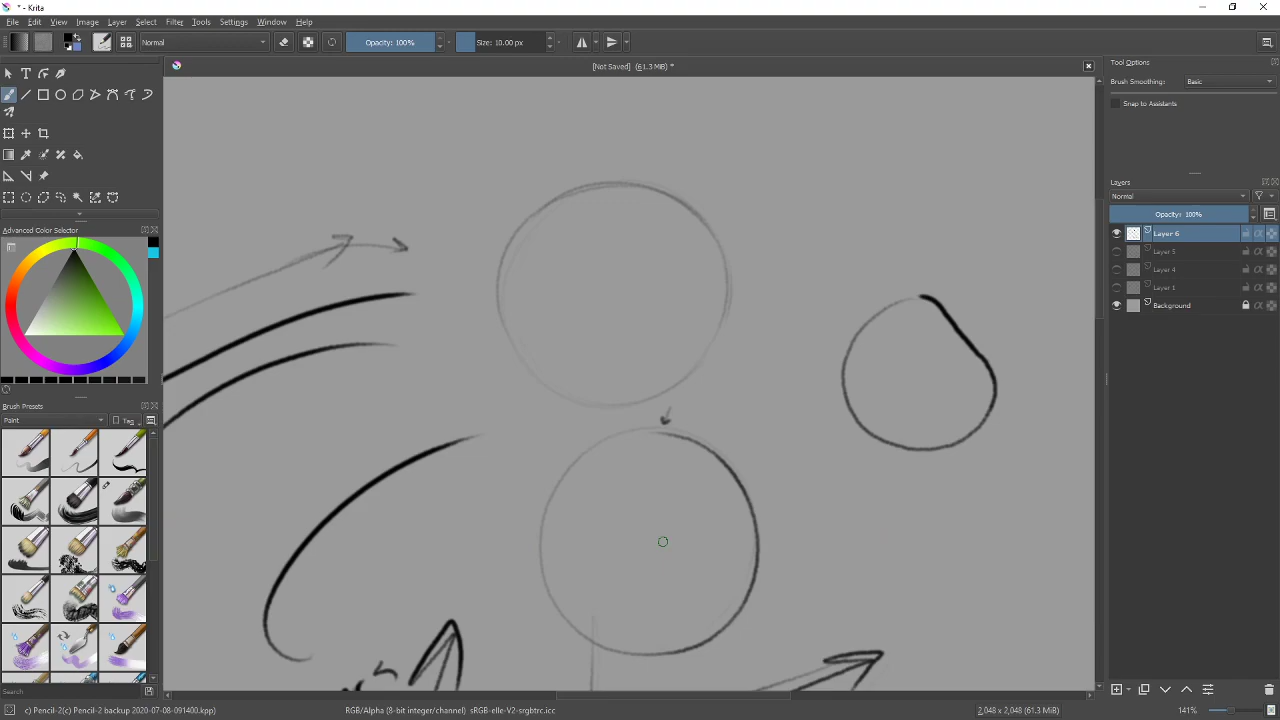 * - Krita
File Edit View Image Layer Select Filter Tools Settings Window Help
Normal Opacity: 100% Size: 10.00 px
[Not Saved] (61.3 MiB) *
Tool Options
Brush Smoothing: Basic
Snap to Assistants
Layers
Normal
Opacity: 100%
Layer 6
Layer 5
Layer 4
Layer 1
Background
Advanced Color Selector
Brush Presets
Paint Tag
Search
c) Pencil-2(c) Pencil-2 backup 2020-07-08-091400.kpp) RGB/Alpha (8-bit integer/channel) sRGB-elle-V2-srgbtrc.icc 2,048 x 2,048 (61.3 MiB) 141%